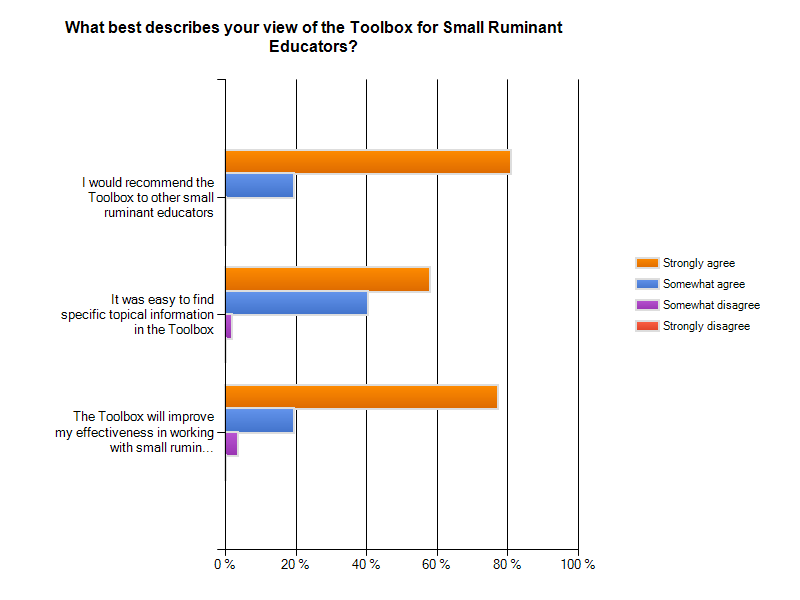 What best describes your view of the Toolbox for Small Ruminant
Educators?
I would recommend the
Toolbox to other small
ruminant educators
It was easy to find
specific topical information
in the Toolbox
The Toolbox will improve
my effectiveness in working
with small rumin...
0 % 20 % 40 % 60 % 80 % 100 %
Strongly agree
Somewhat agree
Somewhat disagree
Strongly disagree